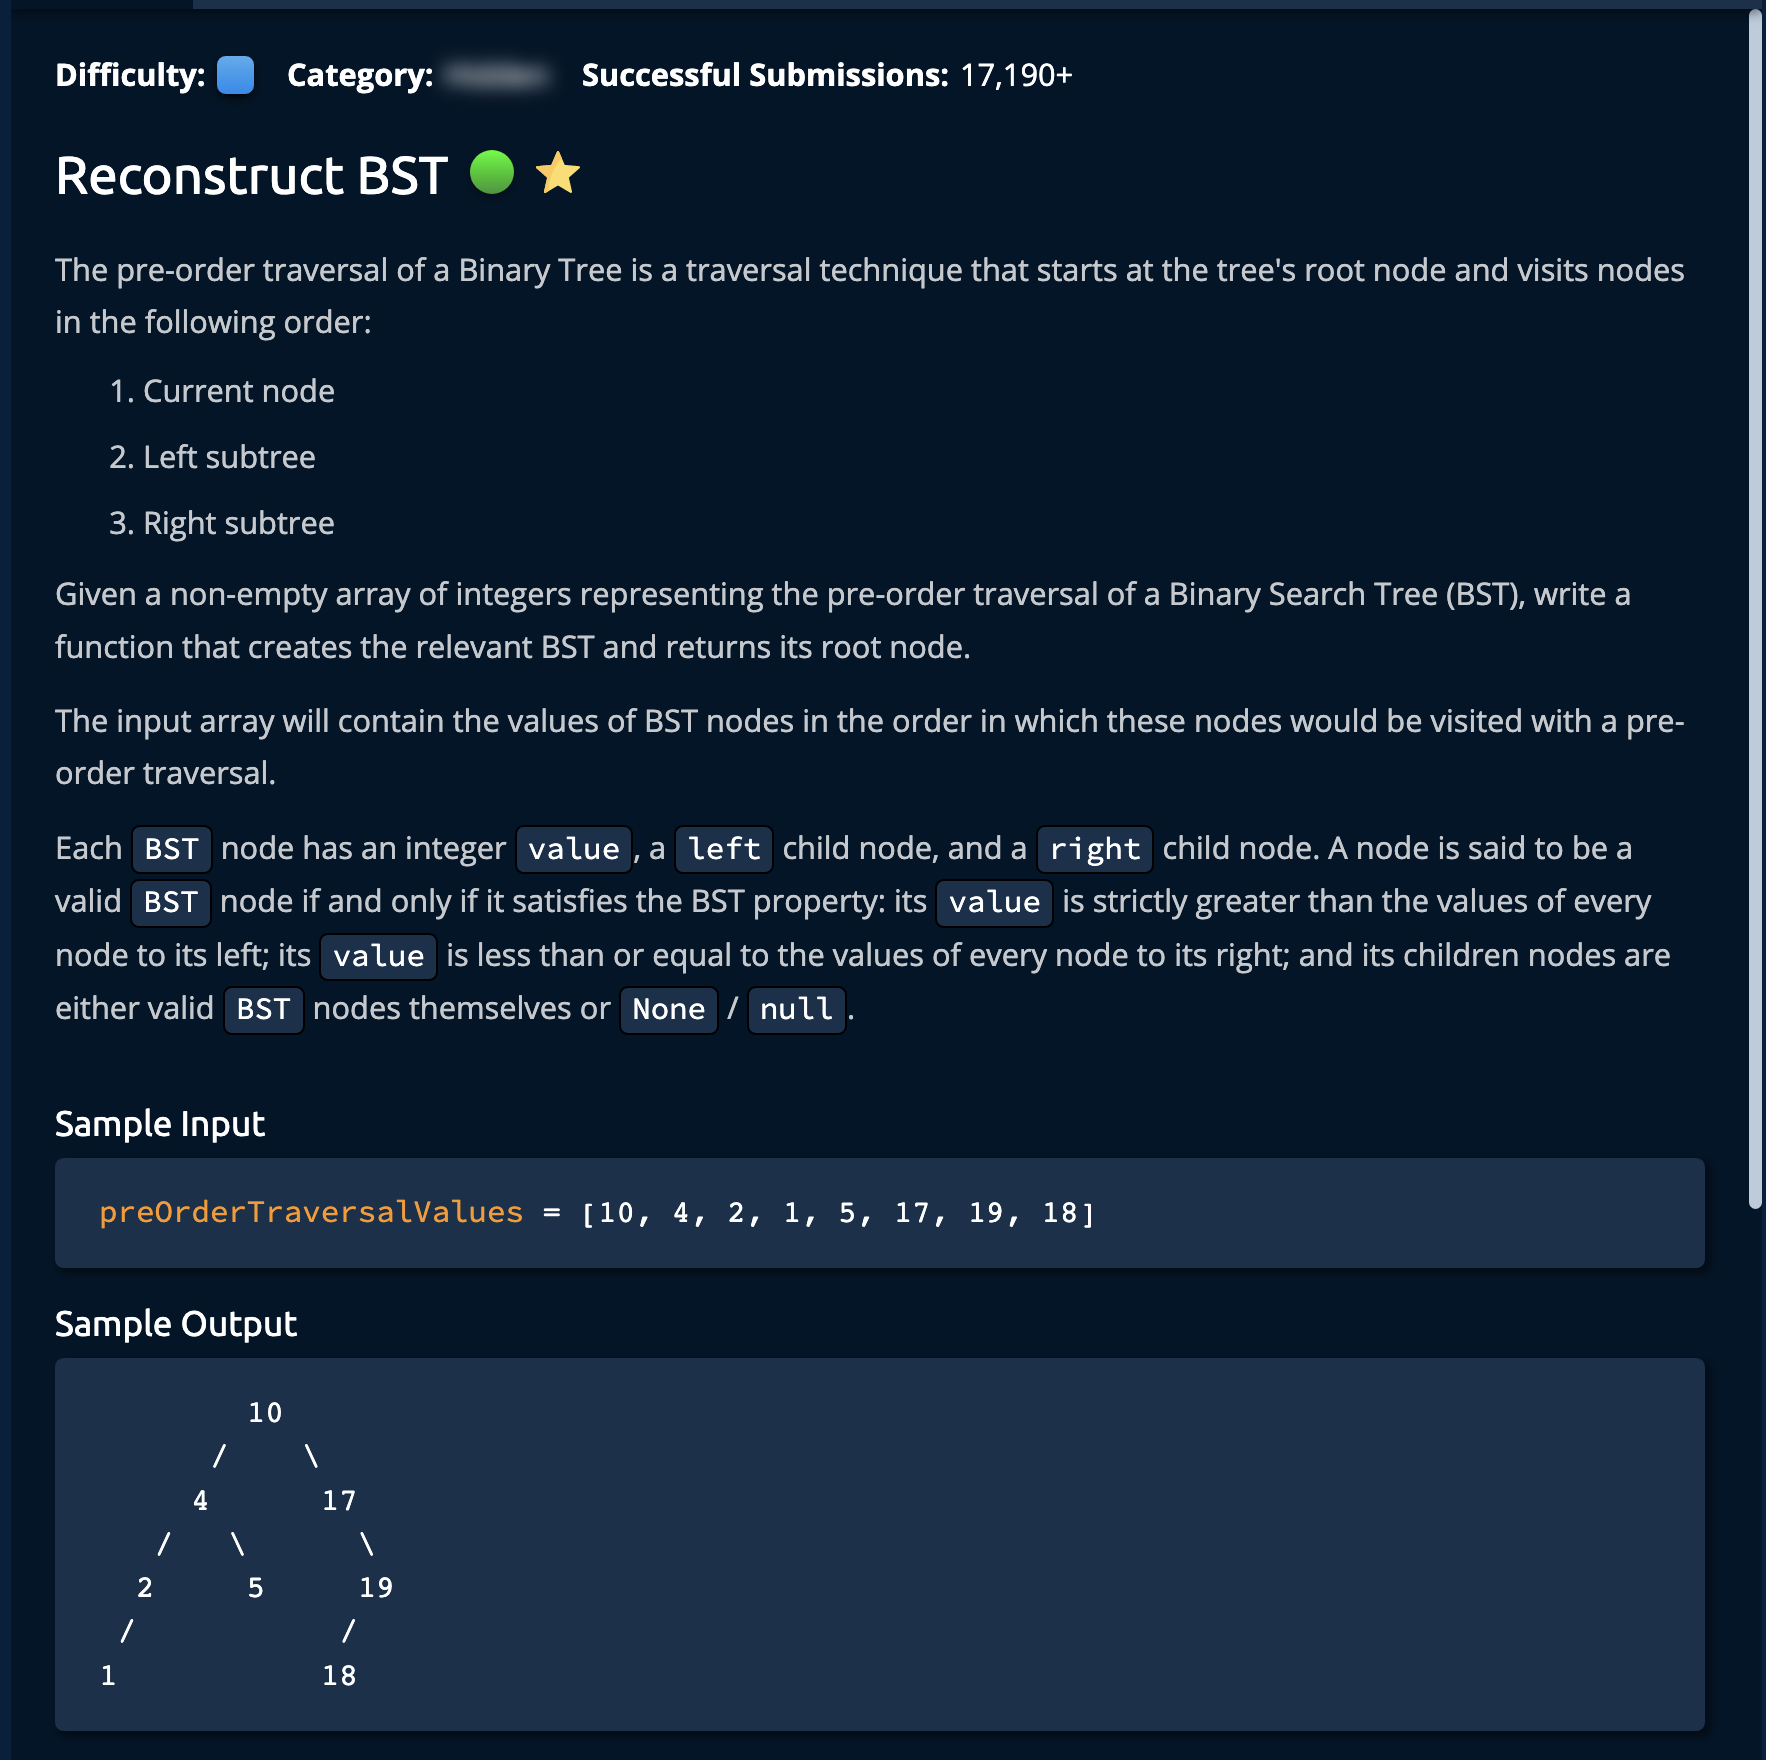 Difficulty: Category: Successful Submissions: 17,190+
Reconstruct BST
The pre-order traversal of a Binary Tree is a traversal technique that starts at the tree's root node and visits nodes
in the following order:
1. Current node
2. Left subtree
3. Right subtree
Given a non-empty array of integers representing the pre-order traversal of a Binary Search Tree (BST), write a
function that creates the relevant BST and returns its root node.
The input array will contain the values of BST nodes in the order in which these nodes would be visited with a pre-
order traversal.
Each BST node has an integer value, a left child node, and a right child node. A node is said to be a
valid BST node if and only if it satisfies the BST property: its value is strictly greater than the values of every
node to its left; its value is less than or equal to the values of every node to its right; and its children nodes are
either valid BST nodes themselves or None / null.
Sample Input
preOrderTraversalValues = [10, 4, 2, 1, 5, 17, 19, 18]
Sample Output
10
/ \
4 17
/ \ \
2 5 19
/ /
1 18